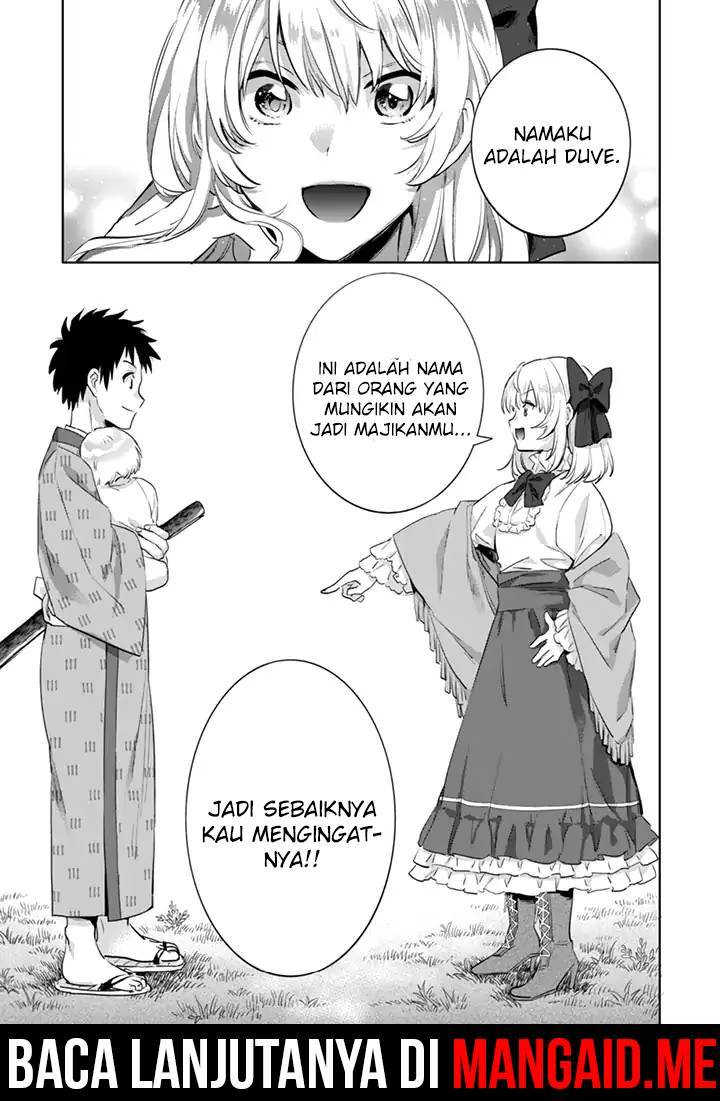 NAMAKU
ADALAH DUVE.
INI ADALAH NAMA
DARI ORANG YANG
MUNGIKIN AKAN
JADI MAJIKANMU...
JADI SEBAIKNYA
KAU MENGINGAT-
NYA!!
BACA LANJUTANYA DI MANGAID.ME